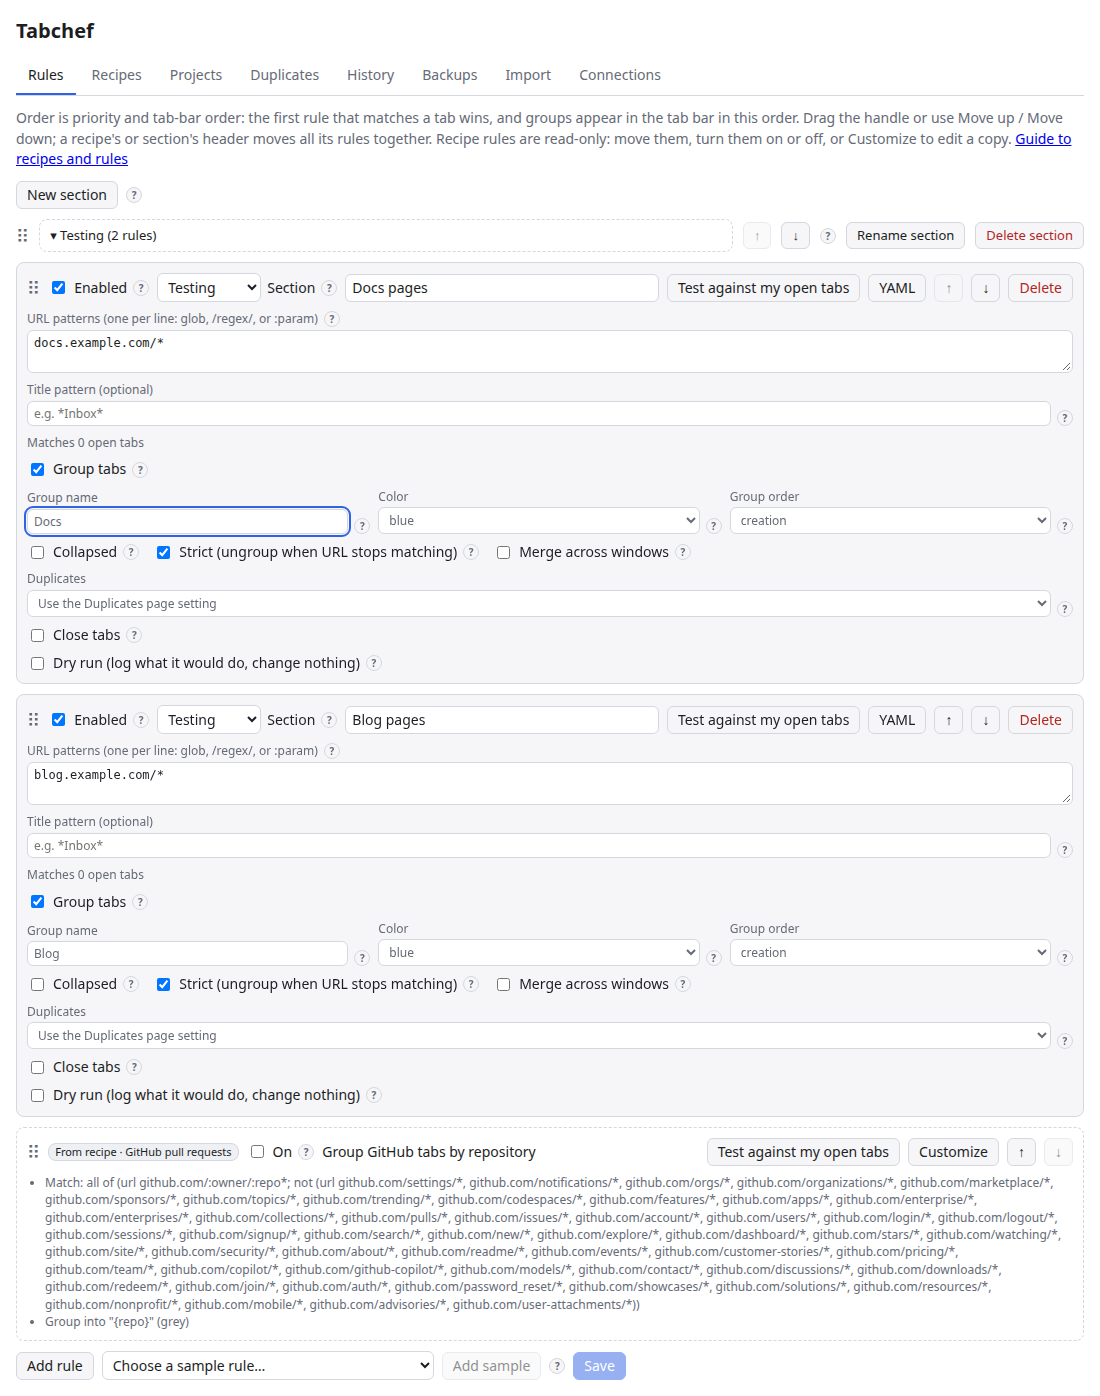 Tabchef
Rules Recipes Projects Duplicates History Backups Import Connections
Order is priority and tab-bar order: the first rule that matches a tab wins, and groups appear in the tab bar in this order. Drag the handle or use Move up / Move
down; a recipe's or section's header moves all its rules together. Recipe rules are read-only: move them, turn them on or off, or Customize to edit a copy. Guide to
recipes and rules
New section ?
▾ Testing (2 rules) ↑ ↓ ? Rename section Delete section
Enabled ? Testing Section ? Docs pages Test against my open tabs YAML ↑ ↓ Delete
URL patterns (one per line: glob, /regex/, or :param) ?
docs.example.com/*
Title pattern (optional)
e.g. *Inbox* ?
Matches 0 open tabs
Group tabs ?
Group name Color Group order
Docs ? blue ? creation ?
Collapsed ? Strict (ungroup when URL stops matching) ? Merge across windows ?
Duplicates
Use the Duplicates page setting ?
Close tabs ?
Dry run (log what it would do, change nothing) ?
Enabled ? Testing Section ? Blog pages Test against my open tabs YAML ↑ ↓ Delete
URL patterns (one per line: glob, /regex/, or :param) ?
blog.example.com/*
Title pattern (optional)
e.g. *Inbox* ?
Matches 0 open tabs
Group tabs ?
Group name Color Group order
Blog ? blue ? creation ?
Collapsed ? Strict (ungroup when URL stops matching) ? Merge across windows ?
Duplicates
Use the Duplicates page setting ?
Close tabs ?
Dry run (log what it would do, change nothing) ?
From recipe · GitHub pull requests On ? Group GitHub tabs by repository Test against my open tabs Customize ↑ ↓
• Match: all of (url github.com/:owner/:repo*; not (url github.com/settings/*, github.com/notifications/*, github.com/orgs/*, github.com/organizations/*, github.com/marketplace/*,
github.com/sponsors/*, github.com/topics/*, github.com/trending/*, github.com/codespaces/*, github.com/features/*, github.com/apps/*, github.com/enterprise/*,
github.com/enterprises/*, github.com/collections/*, github.com/pulls/*, github.com/issues/*, github.com/account/*, github.com/users/*, github.com/login/*, github.com/logout/*,
github.com/sessions/*, github.com/signup/*, github.com/search/*, github.com/new/*, github.com/explore/*, github.com/dashboard/*, github.com/stars/*, github.com/watching/*,
github.com/site/*, github.com/security/*, github.com/about/*, github.com/readme/*, github.com/events/*, github.com/customer-stories/*, github.com/pricing/*,
github.com/team/*, github.com/copilot/*, github.com/github-copilot/*, github.com/models/*, github.com/contact/*, github.com/discussions/*, github.com/downloads/*,
github.com/redeem/*, github.com/join/*, github.com/auth/*, github.com/password_reset/*, github.com/showcases/*, github.com/solutions/*, github.com/resources/*,
github.com/nonprofit/*, github.com/mobile/*, github.com/advisories/*, github.com/user-attachments/*))
• Group into "{repo}" (grey)
Add rule Choose a sample rule... Add sample ? Save